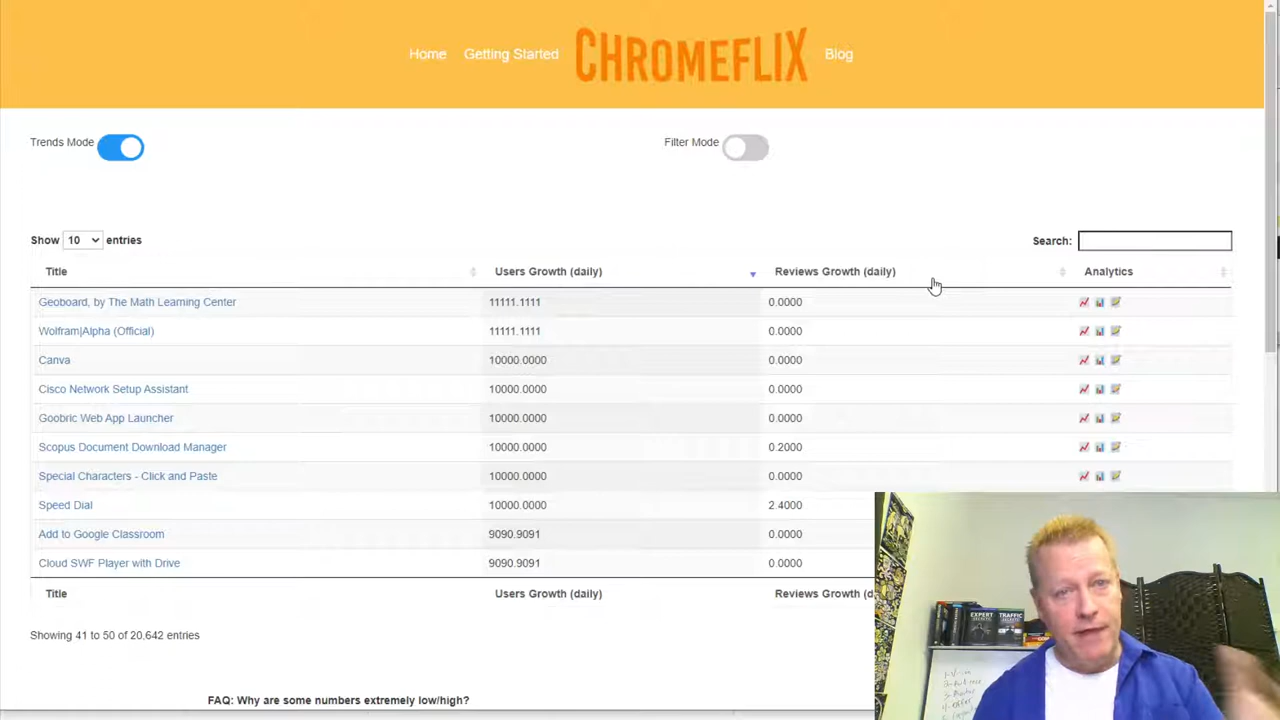 Home Getting Started CHROMEFLIX Blog
Trends Mode Filter Mode
Show 10 entries Search:
Title Users Growth (daily) Reviews Growth (daily) Analytics
Geoboard, by The Math Learning Center 11111.1111 0.0000
Wolfram|Alpha (Official) 11111.1111 0.0000
Canva 10000.0000 0.0000
Cisco Network Setup Assistant 10000.0000 0.0000
Goobric Web App Launcher 10000.0000 0.0000
Scopus Document Download Manager 10000.0000 0.2000
Special Characters - Click and Paste 10000.0000 0.0000
Speed Dial 10000.0000 2.4000
Add to Google Classroom 9090.9091 0.0000
Cloud SWF Player with Drive 9090.9091 0.0000
Title Users Growth (daily) Reviews Growth (d
Showing 41 to 50 of 20.642 entries
FAQ: Why are some numbers extremely low/high?
EXPERT
TRAFFIC